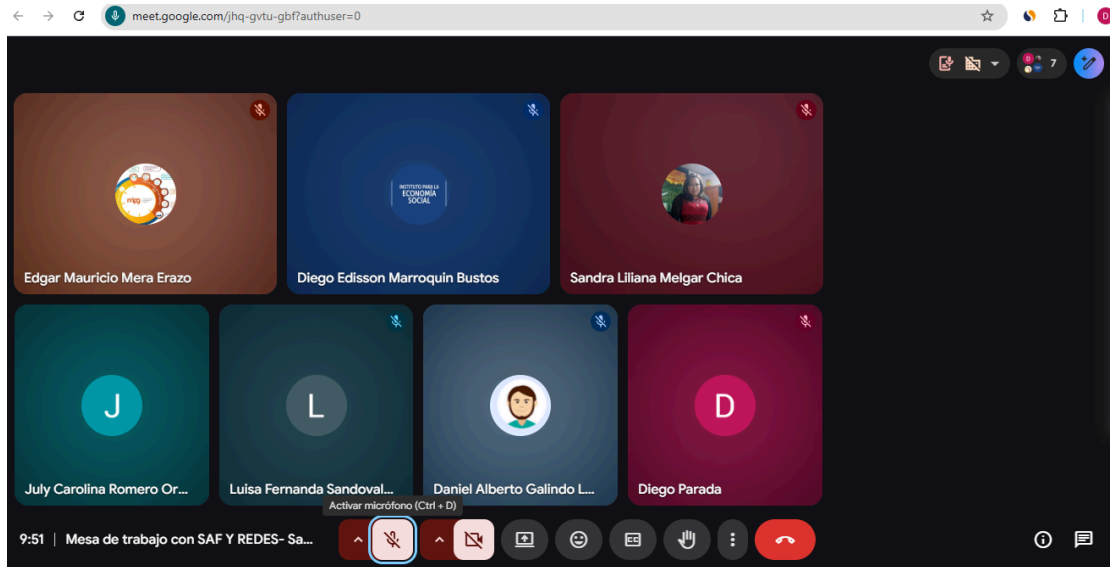 meet.google.com/jhq-gvtu-gbf?authuser=0
D
7
mipg
INSTITUTO PARA LA
ECONOMÍA
SOCIAL
Edgar Mauricio Mera Erazo
Diego Edisson Marroquin Bustos
Sandra Liliana Melgar Chica
J
L
D
July Carolina Romero Or...
Luisa Fernanda Sandoval...
Daniel Alberto Galindo L...
Diego Parada
Activar micrófono (Ctrl + D)
9:51 | Mesa de trabajo con SAF Y REDES- Sa...